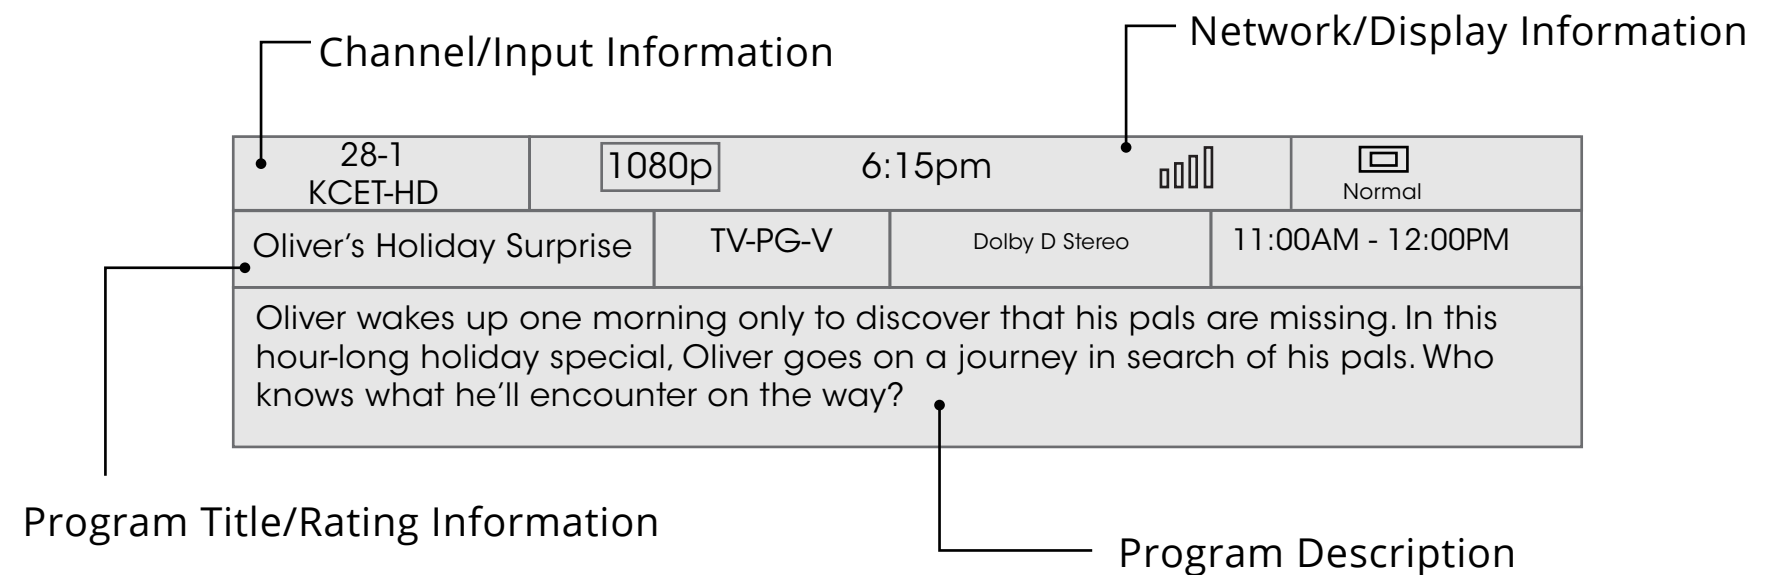 Channel/Input Information
Network/Display Information
28-1
KCET-HD
1080p
6:15pm
Normal
Oliver’s Holiday Surprise
TV-PG-V
Dolby D Stereo
11:00AM - 12:00PM
Oliver wakes up one morning only to discover that his pals are missing. In this
hour-long holiday special, Oliver goes on a journey in search of his pals. Who
knows what he’ll encounter on the way?
Program Title/Rating Information
Program Description